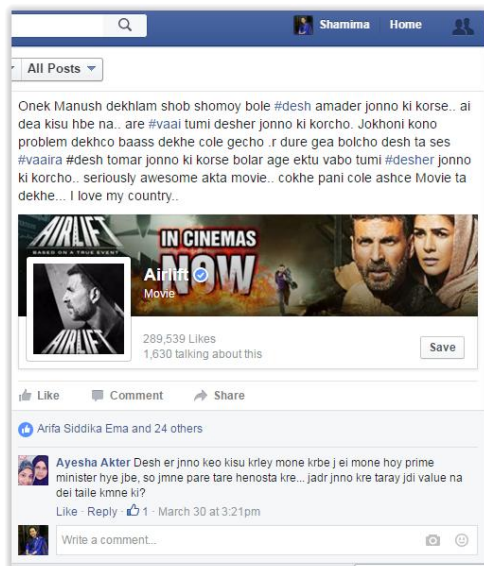 Shamima Home
All Posts
Onek Manush dekhlam shob shomoy bole #desh amader jonno ki korse.. ai
dea kisu hbe na.. are #vaai tumi desher jonno ki korcho. Jokhoni kono
problem dekhco baass dekhe cole gecho .r dure gea bolcho desh ta ses
#vaaira #desh tomar jonno ki korse bolar age ektu vabo tumi #desher jonno
ki korcho.. seriously awesome akta movie.. cokhe pani cole ashce Movie ta
dekhe... I love my country..
AIRLIFT
BASED ON A TRUE EVENT
IN CINEMAS
NOW
AIRLIFT
Airlift
Movie
289,539 Likes
1,630 talking about this
Save
Like Comment Share
Arifa Siddika Ema and 24 others
Ayesha Akter Desh er jnno keo kisu krley mone krbe j ei mone hoy prime
minister hye jbe, so jmne pare tare henosta kre... jadr jnno kre taray jdi value na
dei taile kmne ki?
Like · Reply · 1 · March 30 at 3:21pm
Write a comment...